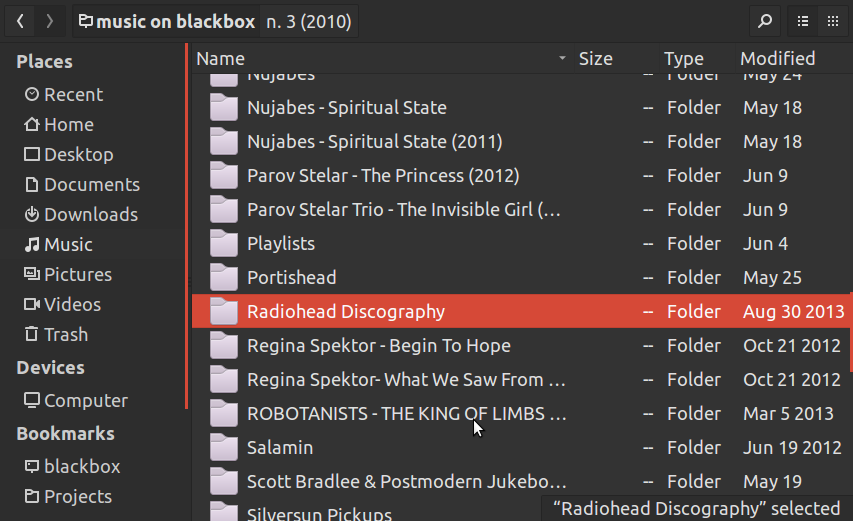 music on blackbox n. 3 (2010)
Places
Recent
Home
Desktop
Documents
Downloads
Music
Pictures
Videos
Trash
Devices
Computer
Bookmarks
blackbox
Projects
Name Size Type Modified
Nujabes -- Folder May 24
Nujabes - Spiritual State -- Folder May 18
Nujabes - Spiritual State (2011) -- Folder May 18
Parov Stelar - The Princess (2012) -- Folder Jun 9
Parov Stelar Trio - The Invisible Girl (… -- Folder Jun 9
Playlists -- Folder Jun 4
Portishead -- Folder May 25
Radiohead Discography -- Folder Aug 30 2013
Regina Spektor - Begin To Hope -- Folder Oct 21 2012
Regina Spektor- What We Saw From … -- Folder Oct 21 2012
ROBOTANISTS - THE KING OF LIMBS … -- Folder Mar 5 2013
Salamin -- Folder Jun 19 2012
Scott Bradlee & Postmodern Jukebo… -- Folder May 19
Silversun Pickups
“Radiohead Discography” selected